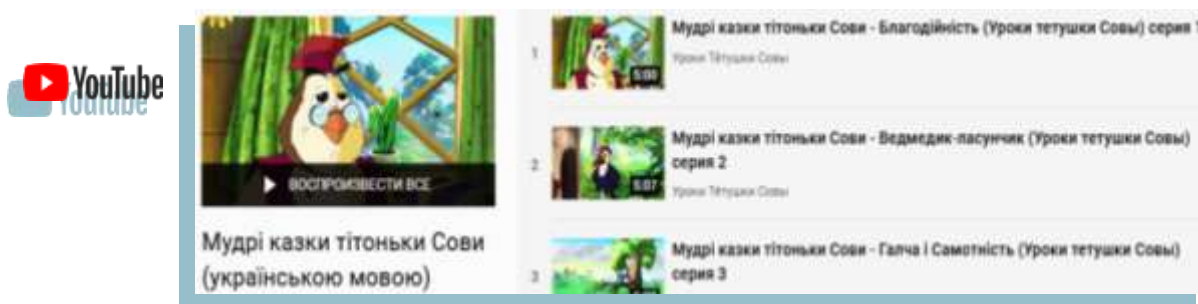 YouTube
ВОСПРОИЗВЕСТИ ВСЕ
Мудрі казки тітоньки Сови
(українською мовою)
1
5:00
Мудрі казки тітоньки Сови - Благодійність (Уроки тетушки Совы) серия 1
Уроки Тётушки Совы
2
5:07
Мудрі казки тітоньки Сови - Ведмедик-ласунчик (Уроки тетушки Совы)
серия 2
Уроки Тётушки Совы
3
Мудрі казки тітоньки Сови - Галча і Самотність (Уроки тетушки Совы)
серия 3